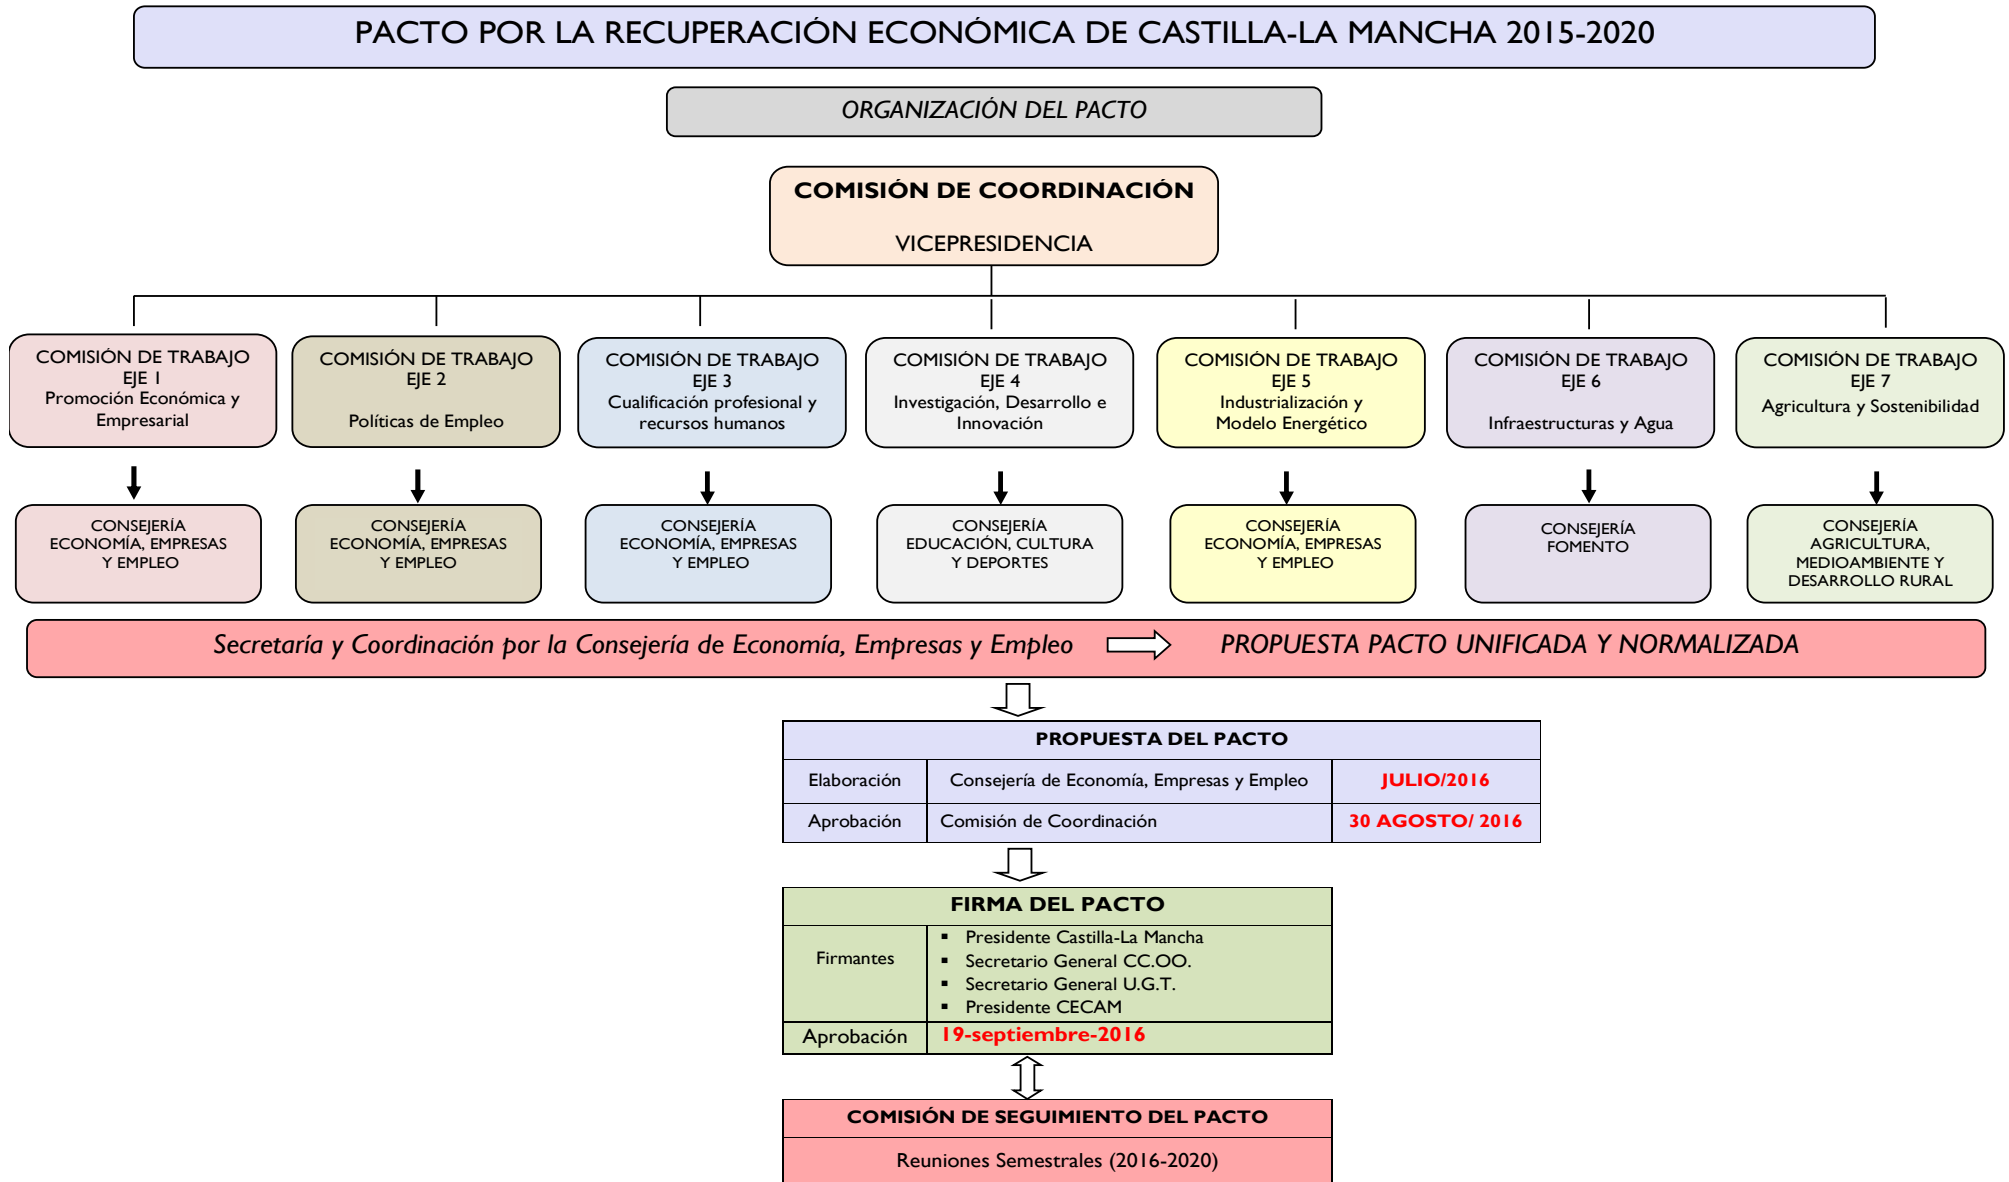 PACTO POR LA RECUPERACIÓN ECONÓMICA DE CASTILLA-LA MANCHA 2015-2020
ORGANIZACIÓN DEL PACTO
COMISIÓN DE COORDINACIÓN
VICEPRESIDENCIA
COMISIÓN DE TRABAJO
EJE 1
Promoción Económica y
Empresarial
COMISIÓN DE TRABAJO
EJE 2
Políticas de Empleo
COMISIÓN DE TRABAJO
EJE 3
Cualificación profesional y
recursos humanos
COMISIÓN DE TRABAJO
EJE 4
Investigación, Desarrollo e
Innovación
COMISIÓN DE TRABAJO
EJE 5
Industrialización y
Modelo Energético
COMISIÓN DE TRABAJO
EJE 6
Infraestructuras y Agua
COMISIÓN DE TRABAJO
EJE 7
Agricultura y Sostenibilidad
CONSEJERÍA
ECONOMÍA, EMPRESAS
Y EMPLEO
CONSEJERÍA
ECONOMÍA, EMPRESAS
Y EMPLEO
CONSEJERÍA
ECONOMÍA, EMPRESAS
Y EMPLEO
CONSEJERÍA
EDUCACIÓN, CULTURA
Y DEPORTES
CONSEJERÍA
ECONOMÍA, EMPRESAS
Y EMPLEO
CONSEJERÍA
FOMENTO
CONSEJERÍA
AGRICULTURA,
MEDIOAMBIENTE Y
DESARROLLO RURAL
Secretaría y Coordinación por la Consejería de Economía, Empresas y Empleo PROPUESTA PACTO UNIFICADA Y NORMALIZADA
PROPUESTA DEL PACTO
Elaboración Consejería de Economía, Empresas y Empleo JULIO/2016
Aprobación Comisión de Coordinación 30 AGOSTO/ 2016
FIRMA DEL PACTO
Firmantes
▪ Presidente Castilla-La Mancha
▪ Secretario General CC.OO.
▪ Secretario General U.G.T.
▪ Presidente CECAM
Aprobación 19-septiembre-2016
COMISIÓN DE SEGUIMIENTO DEL PACTO
Reuniones Semestrales (2016-2020)